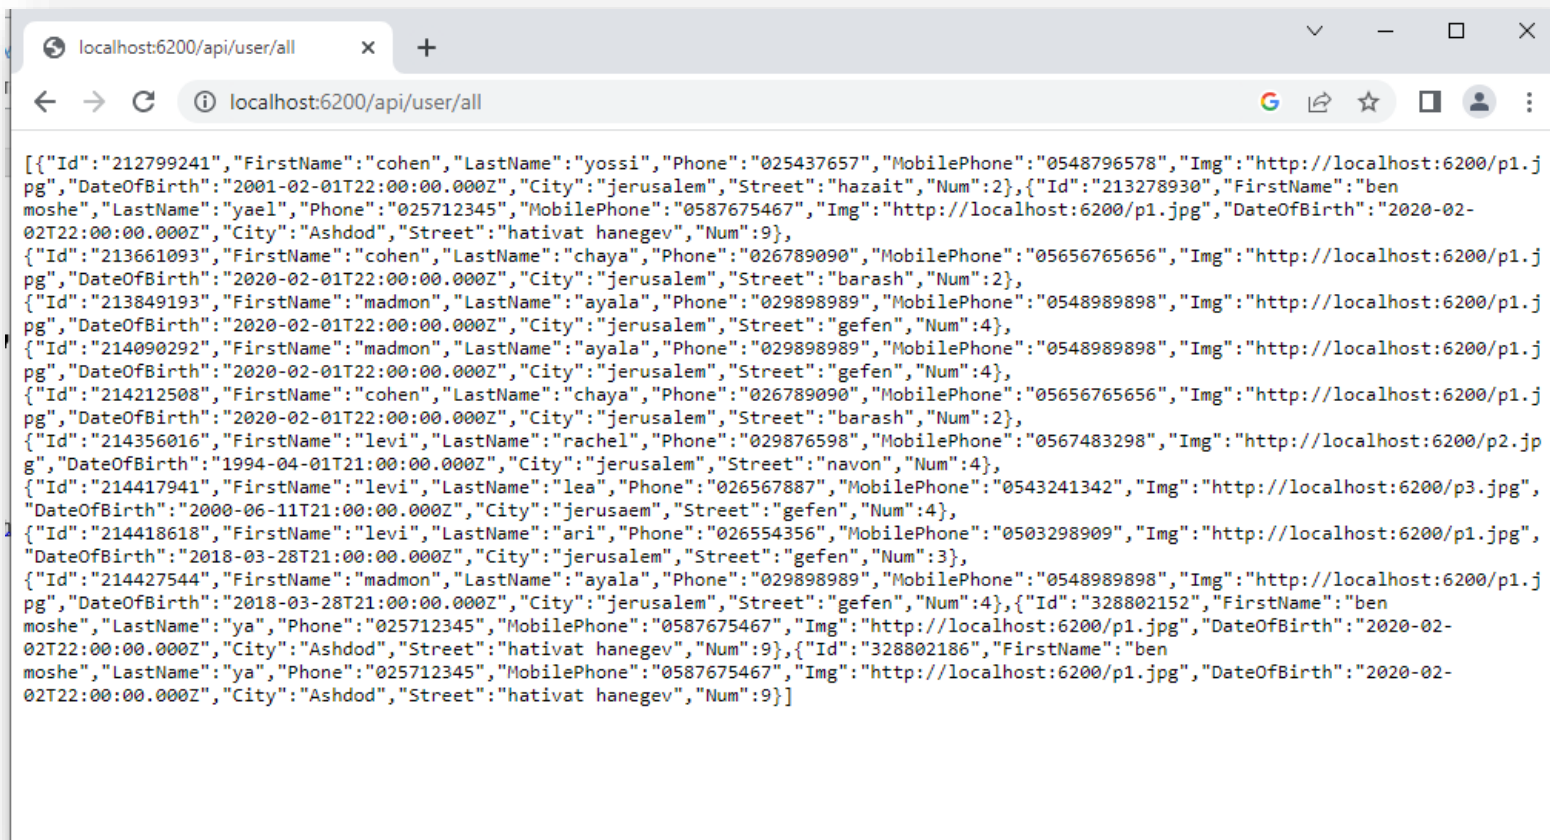 localhost:6200/api/user/all
localhost:6200/api/user/all
[{"Id":"212799241","FirstName":"cohen","LastName":"yossi","Phone":"025437657","MobilePhone":"0548796578","Img":"http://localhost:6200/p1.j
pg","DateOfBirth":"2001-02-01T22:00:00.000Z","City":"jerusalem","Street":"hazait","Num":2},{"Id":"213278930","FirstName":"ben
moshe","LastName":"yael","Phone":"025712345","MobilePhone":"0587675467","Img":"http://localhost:6200/p1.jpg","DateOfBirth":"2020-02-
02T22:00:00.000Z","City":"Ashdod","Street":"hativat hanegev","Num":9},
{"Id":"213661093","FirstName":"cohen","LastName":"chaya","Phone":"026789090","MobilePhone":"05656765656","Img":"http://localhost:6200/p1.j
pg","DateOfBirth":"2020-02-01T22:00:00.000Z","City":"jerusalem","Street":"barash","Num":2},
{"Id":"213849193","FirstName":"madmon","LastName":"ayala","Phone":"029898989","MobilePhone":"0548989898","Img":"http://localhost:6200/p1.j
pg","DateOfBirth":"2020-02-01T22:00:00.000Z","City":"jerusalem","Street":"gefen","Num":4},
{"Id":"214090292","FirstName":"madmon","LastName":"ayala","Phone":"029898989","MobilePhone":"0548989898","Img":"http://localhost:6200/p1.j
pg","DateOfBirth":"2020-02-01T22:00:00.000Z","City":"jerusalem","Street":"gefen","Num":4},
{"Id":"214212508","FirstName":"cohen","LastName":"chaya","Phone":"026789090","MobilePhone":"05656765656","Img":"http://localhost:6200/p1.j
pg","DateOfBirth":"2020-02-01T22:00:00.000Z","City":"jerusalem","Street":"barash","Num":2},
{"Id":"214356016","FirstName":"levi","LastName":"rachel","Phone":"029876598","MobilePhone":"0567483298","Img":"http://localhost:6200/p2.jp
g","DateOfBirth":"1994-04-01T21:00:00.000Z","City":"jerusalem","Street":"navon","Num":4},
{"Id":"214417941","FirstName":"levi","LastName":"lea","Phone":"026567887","MobilePhone":"0543241342","Img":"http://localhost:6200/p3.jpg",
"DateOfBirth":"2000-06-11T21:00:00.000Z","City":"jerusaem","Street":"gefen","Num":4},
{"Id":"214418618","FirstName":"levi","LastName":"ari","Phone":"026554356","MobilePhone":"0503298909","Img":"http://localhost:6200/p1.jpg",
"DateOfBirth":"2018-03-28T21:00:00.000Z","City":"jerusalem","Street":"gefen","Num":3},
{"Id":"214427544","FirstName":"madmon","LastName":"ayala","Phone":"029898989","MobilePhone":"0548989898","Img":"http://localhost:6200/p1.j
pg","DateOfBirth":"2018-03-28T21:00:00.000Z","City":"jerusalem","Street":"gefen","Num":4},{"Id":"328802152","FirstName":"ben
moshe","LastName":"ya","Phone":"025712345","MobilePhone":"0587675467","Img":"http://localhost:6200/p1.jpg","DateOfBirth":"2020-02-
02T22:00:00.000Z","City":"Ashdod","Street":"hativat hanegev","Num":9},{"Id":"328802186","FirstName":"ben
moshe","LastName":"ya","Phone":"025712345","MobilePhone":"0587675467","Img":"http://localhost:6200/p1.jpg","DateOfBirth":"2020-02-
02T22:00:00.000Z","City":"Ashdod","Street":"hativat hanegev","Num":9}]